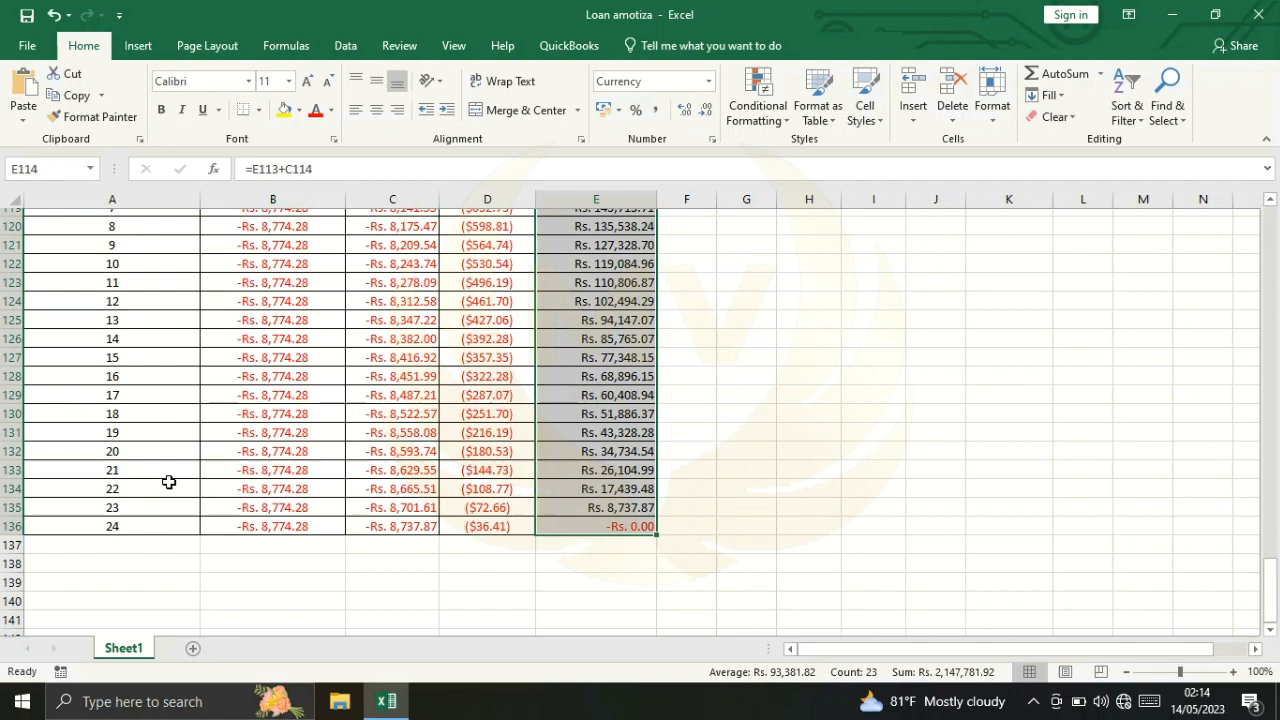 Loan amotiza - Excel
Sign in
File Home Insert Page Layout Formulas Data Review View Help QuickBooks Tell me what you want to do Share
Paste
Cut
Copy
Format Painter
Clipboard
Calibri 11
B I U
Font
Wrap Text
Merge & Center
Alignment
Currency
Number
Conditional Formatting
Format as Table
Cell Styles
Styles
Insert
Delete
Format
Cells
AutoSum
Fill
Clear
Sort & Filter
Find & Select
Editing
E114 fx =E113+C114
A B C D E F G H I J K L M N
120 8 -Rs. 8,774.28 -Rs. 8,175.47 ($598.81) Rs. 135,538.24
121 9 -Rs. 8,774.28 -Rs. 8,209.54 ($564.74) Rs. 127,328.70
122 10 -Rs. 8,774.28 -Rs. 8,243.74 ($530.54) Rs. 119,084.96
123 11 -Rs. 8,774.28 -Rs. 8,278.09 ($496.19) Rs. 110,806.87
124 12 -Rs. 8,774.28 -Rs. 8,312.58 ($461.70) Rs. 102,494.29
125 13 -Rs. 8,774.28 -Rs. 8,347.22 ($427.06) Rs. 94,147.07
126 14 -Rs. 8,774.28 -Rs. 8,382.00 ($392.28) Rs. 85,765.07
127 15 -Rs. 8,774.28 -Rs. 8,416.92 ($357.35) Rs. 77,348.15
128 16 -Rs. 8,774.28 -Rs. 8,451.99 ($322.28) Rs. 68,896.15
129 17 -Rs. 8,774.28 -Rs. 8,487.21 ($287.07) Rs. 60,408.94
130 18 -Rs. 8,774.28 -Rs. 8,522.57 ($251.70) Rs. 51,886.37
131 19 -Rs. 8,774.28 -Rs. 8,558.08 ($216.19) Rs. 43,328.28
132 20 -Rs. 8,774.28 -Rs. 8,593.74 ($180.53) Rs. 34,734.54
133 21 -Rs. 8,774.28 -Rs. 8,629.55 ($144.73) Rs. 26,104.99
134 22 -Rs. 8,774.28 -Rs. 8,665.51 ($108.77) Rs. 17,439.48
135 23 -Rs. 8,774.28 -Rs. 8,701.61 ($72.66) Rs. 8,737.87
136 24 -Rs. 8,774.28 -Rs. 8,737.87 ($36.41) -Rs. 0.00
137
138
139
140
141
Sheet1
Ready Average: Rs. 93,381.82 Count: 23 Sum: Rs. 2,147,781.92 100%
Type here to search 81°F Mostly cloudy 02:14
14/05/2023 3